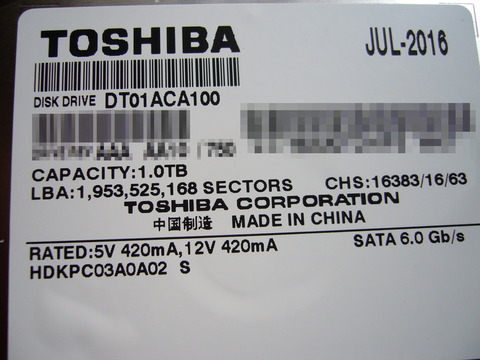 TOSHIBA
JUL-2016
DISK DRIVE DT01ACA100
CAPACITY:1.0TB
LBA:1,953,525,168 SECTORS CHS:16383/16/63
TOSHIBA CORPORATION
中国制造 MADE IN CHINA
RATED:5V 420mA,12V 420mA SATA 6.0 Gb/s
HDKPC03A0A02 S